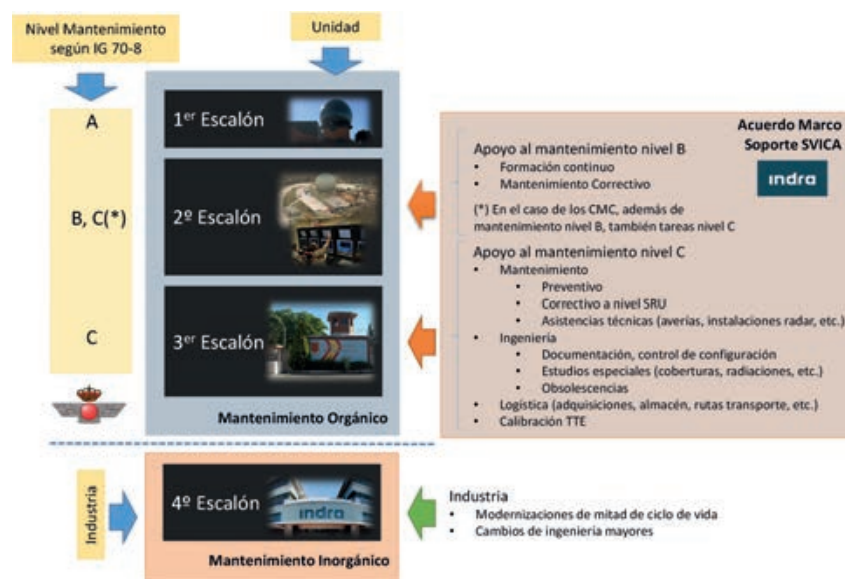 Nivel Mantenimiento
según IG 70-8
Unidad
A
B, C(*)
C
1er Escalón
2º Escalón
3er Escalón
Mantenimiento Orgánico
Acuerdo Marco
Soporte SVICA
indra
Apoyo al mantenimiento nivel B
• Formación continuo
• Mantenimiento Correctivo
(*) En el caso de los CMC, además de
mantenimiento nivel B, también tareas nivel C
Apoyo al mantenimiento nivel C
• Mantenimiento
• Preventivo
• Correctivo a nivel SRU
• Asistencias técnicas (averías, instalaciones radar, etc.)
• Ingeniería
• Documentación, control de configuración
• Estudios especiales (coberturas, radiaciones, etc.)
• Obsolescencias
• Logística (adquisiciones, almacén, rutas transporte, etc.)
• Calibración TTE
Industria
4º Escalón
indra
Mantenimiento Inorgánico
Industria
• Modernizaciones de mitad de ciclo de vida
• Cambios de ingenieria mayores